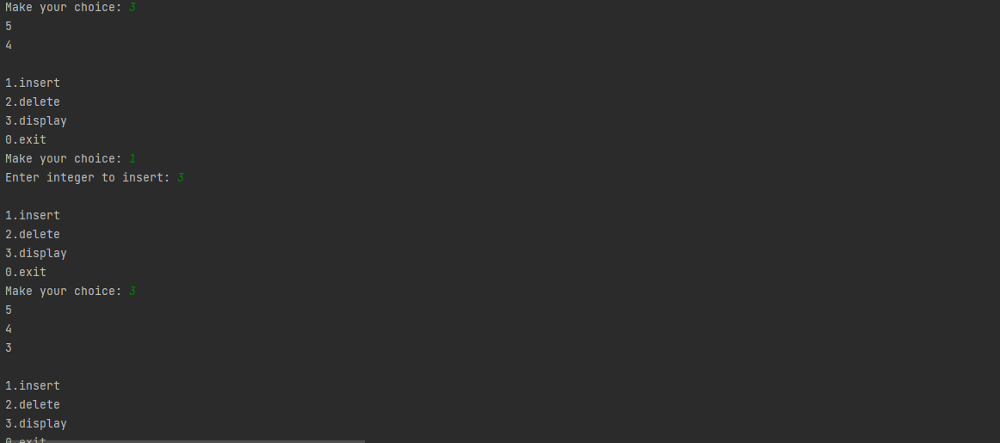 Make your choice: 3
5
4
1.insert
2.delete
3.display
0.exit
Make your choice: 1
Enter integer to insert: 3
1.insert
2.delete
3.display
0.exit
Make your choice: 3
5
4
3
1.insert
2.delete
3.display
0.exit